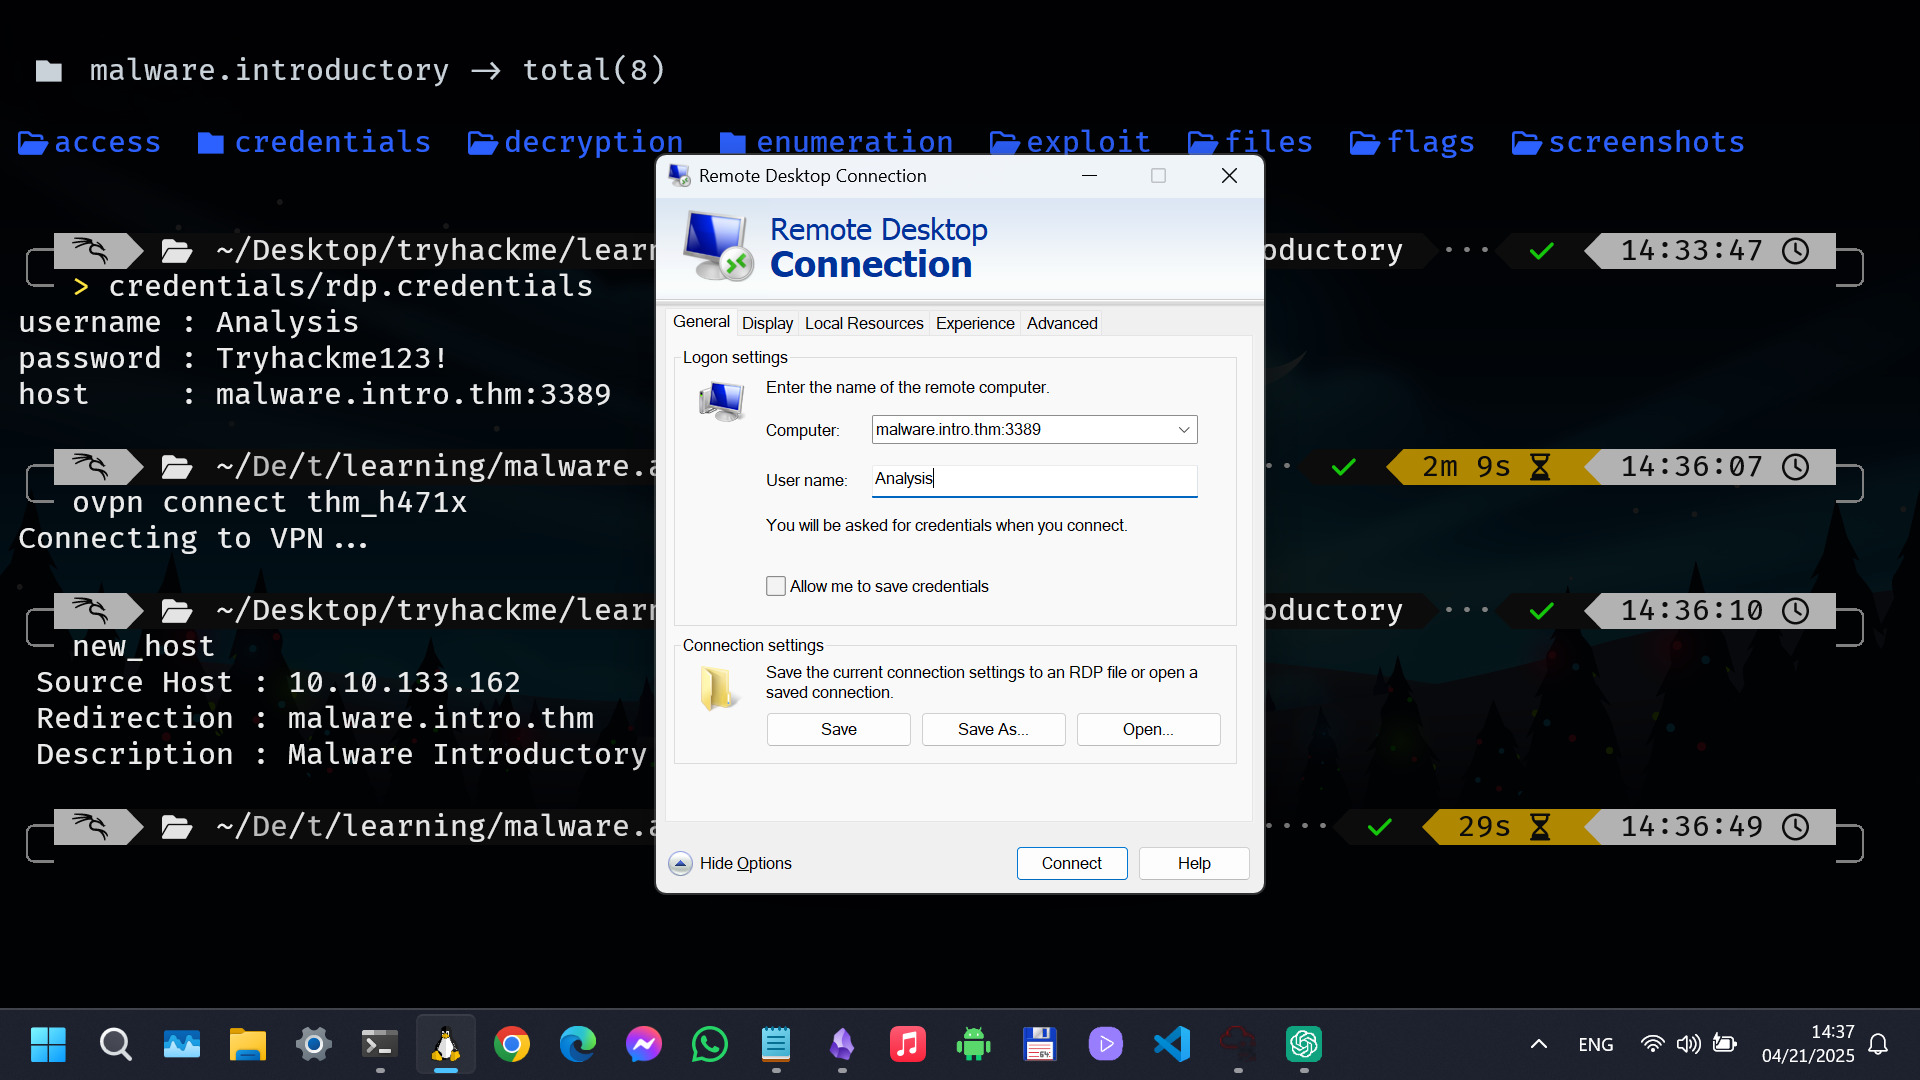 malware.introductory → total(8)
access credentials decryption enumeration exploit files flags screenshots
~/Desktop/tryhackme/learn
oductory ··· ✓ 14:33:47
> credentials/rdp.credentials
username : Analysis
password : Tryhackme123!
host : malware.intro.thm:3389
~/De/t/learning/malware.a
·· ✓ 2m 9s 14:36:07
ovpn connect thm_h471x
Connecting to VPN...
~/Desktop/tryhackme/learn
oductory ··· ✓ 14:36:10
new_host
Source Host : 10.10.133.162
Redirection : malware.intro.thm
Description : Malware Introductory
~/De/t/learning/malware.a
···· ✓ 29s 14:36:49
Remote Desktop Connection
Remote Desktop
Connection
General Display Local Resources Experience Advanced
Logon settings
Enter the name of the remote computer.
Computer: malware.intro.thm:3389
User name: Analysis
You will be asked for credentials when you connect.
Allow me to save credentials
Connection settings
Save the current connection settings to an RDP file or open a
saved connection.
Save Save As... Open...
Hide Options Connect Help
64
ENG
14:37
04/21/2025